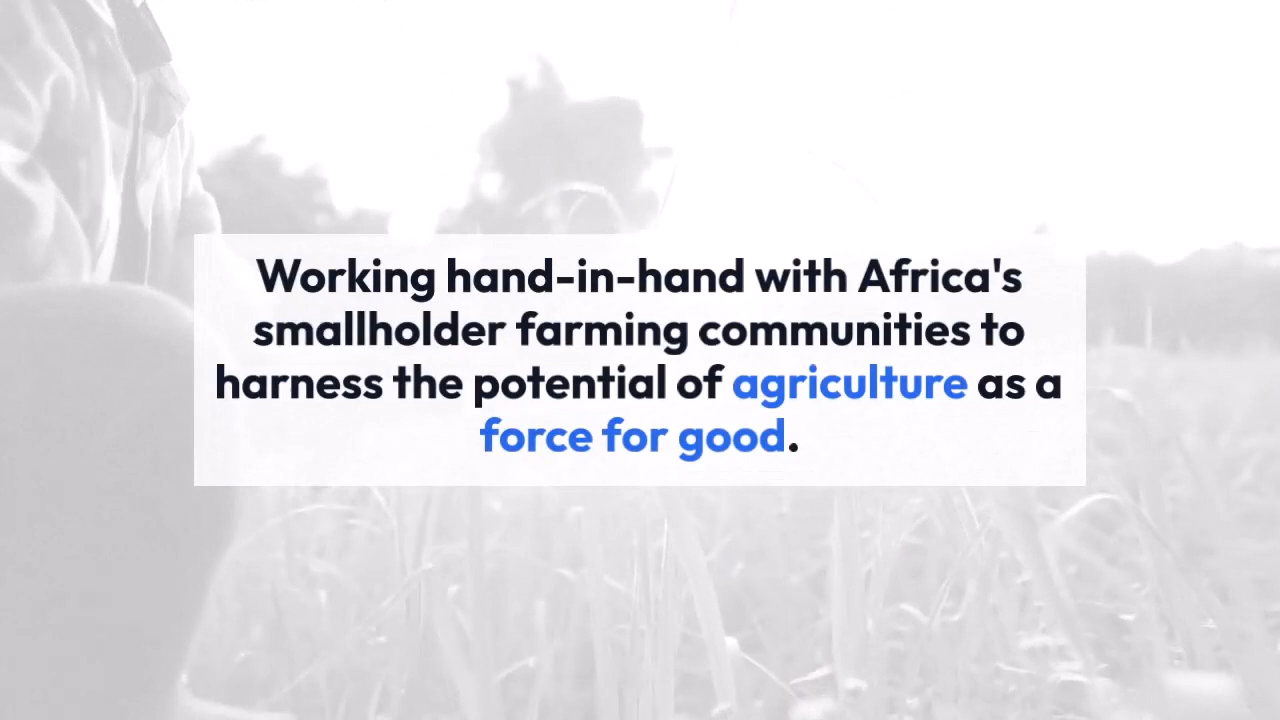 Working hand-in-hand with Africa's
smallholder farming communities to
harness the potential of agriculture as a
force for good.